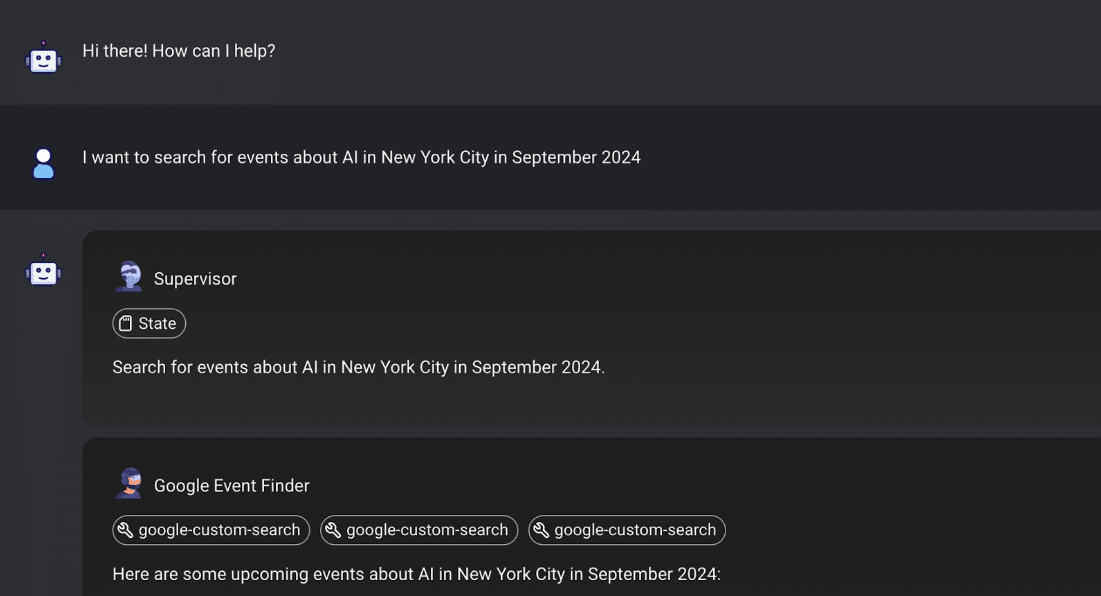 Hi there! How can I help?
I want to search for events about AI in New York City in September 2024
Supervisor
State
Search for events about AI in New York City in September 2024.
Google Event Finder
google-custom-search google-custom-search google-custom-search
Here are some upcoming events about AI in New York City in September 2024: